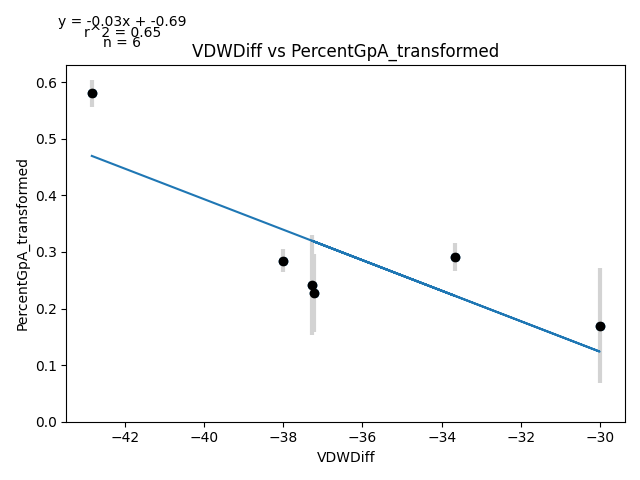 y = -0.03x + -0.69
r^2 = 0.65
n = 6
VDWDiff vs PercentGpA_transformed
PercentGpA_transformed
0.6
0.5
0.4
0.3
0.2
0.1
0.0
−42 −40 −38 −36 −34 −32 −30
VDWDiff